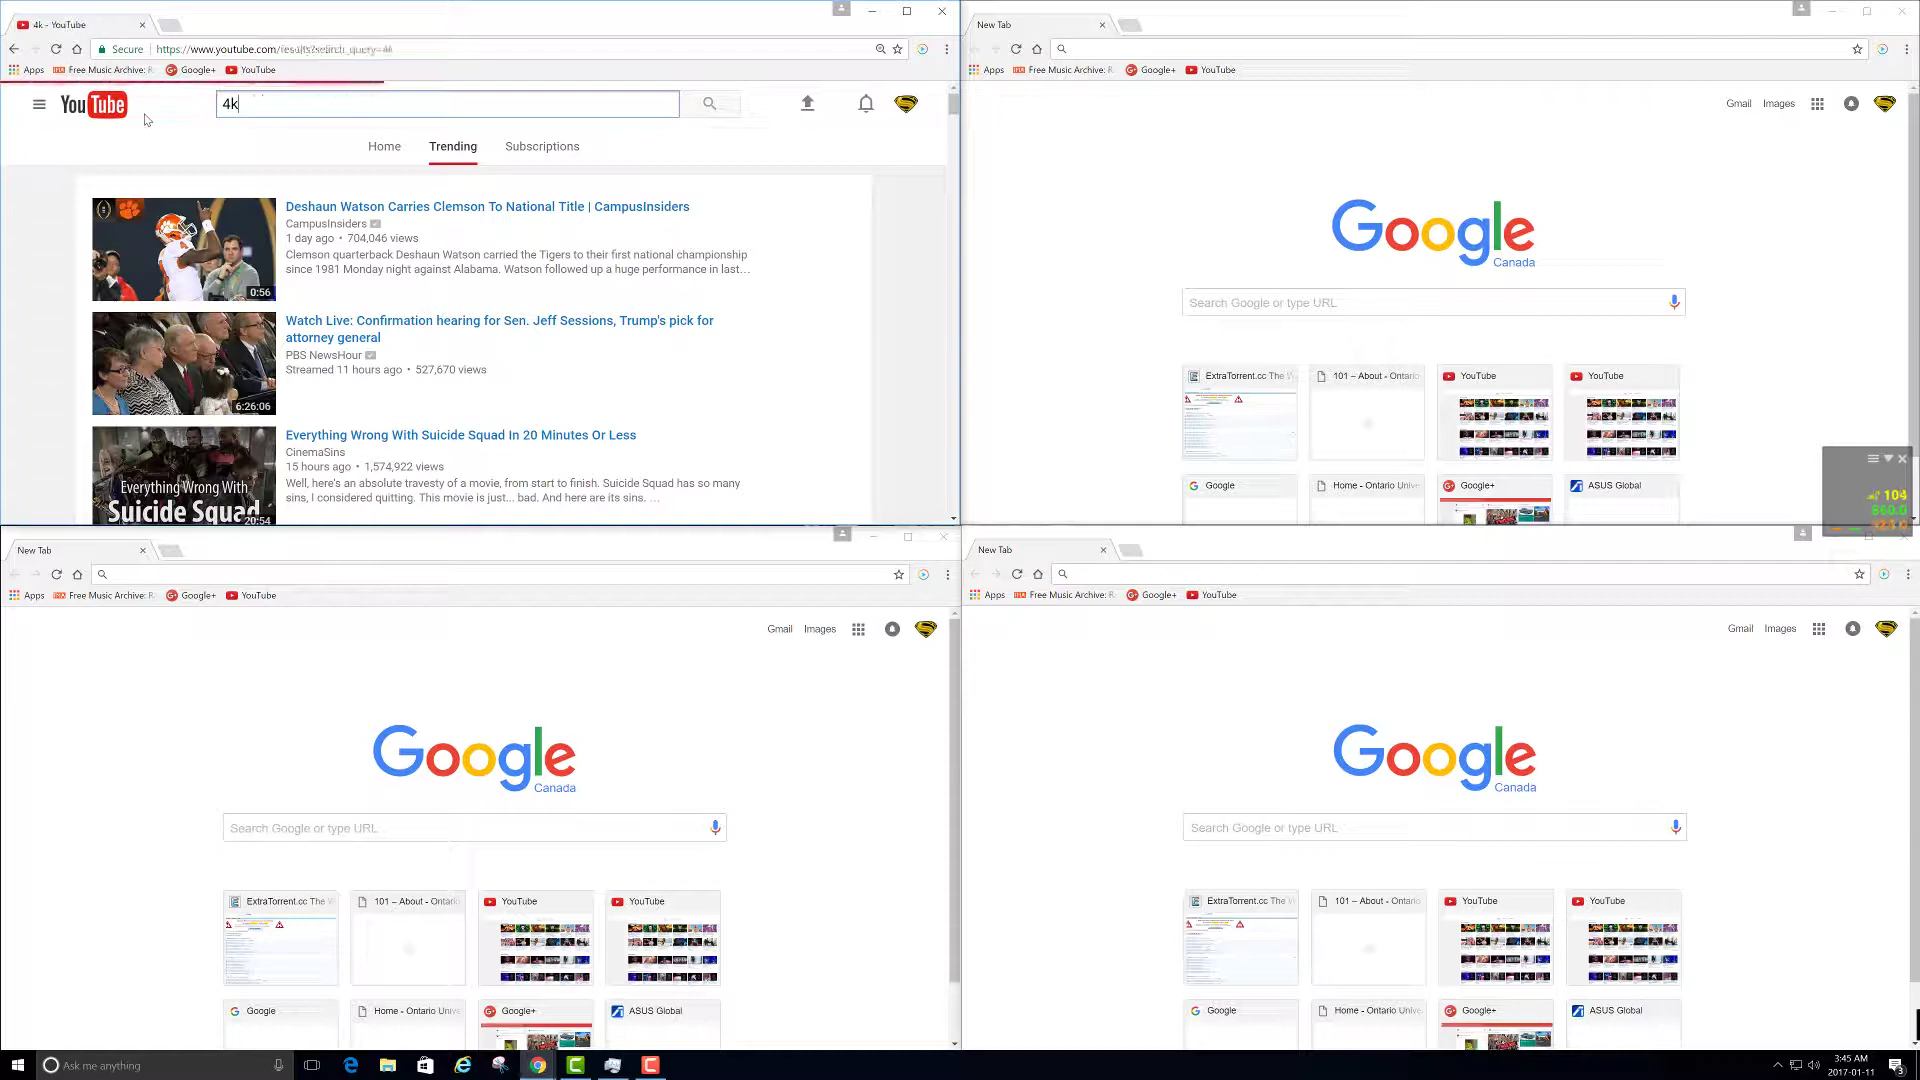 4k - YouTube
Secure
https://www.youtube.com/results?search_query=4k
Apps
Free Music Archive: R
Google+
YouTube
YouTube
4k
Home
Trending
Subscriptions
Deshaun Watson Carries Clemson To National Title | CampusInsiders
CampusInsiders
1 day ago • 704,046 views
Clemson quarterback Deshaun Watson carried the Tigers to their first national championship
since 1981 Monday night against Alabama. Watson followed up a huge performance in last...
0:56
Watch Live: Confirmation hearing for Sen. Jeff Sessions, Trump's pick for
attorney general
PBS NewsHour
Streamed 11 hours ago • 527,670 views
6:26:06
Everything Wrong With Suicide Squad In 20 Minutes Or Less
CinemaSins
15 hours ago • 1,574,922 views
Well, here's an absolute travesty of a movie, from start to finish. Suicide Squad has so many
sins, I considered quitting. This movie is just... bad. And here are its sins. ...
Everything Wrong With
Suicide Squad
20:54
New Tab
Apps
Free Music Archive: R
Google+
YouTube
Gmail
Images
Google
Canada
Search Google or type URL
ExtraTorrent.cc The W
101 – About - Ontario
YouTube
YouTube
Google
Home - Ontario Unive
Google+
ASUS Global
104
New Tab
Apps
Free Music Archive: R
Google+
YouTube
Gmail
Images
Google
Canada
Search Google or type URL
ExtraTorrent.cc The W
101 – About - Ontario
YouTube
YouTube
Google
Home - Ontario Unive
Google+
ASUS Global
New Tab
Apps
Free Music Archive: R
Google+
YouTube
Gmail
Images
Google
Canada
Search Google or type URL
ExtraTorrent.cc The W
101 – About - Ontario
YouTube
YouTube
Google
Home - Ontario Unive
Google+
ASUS Global
Ask me anything
3:45 AM
2017-01-11
3